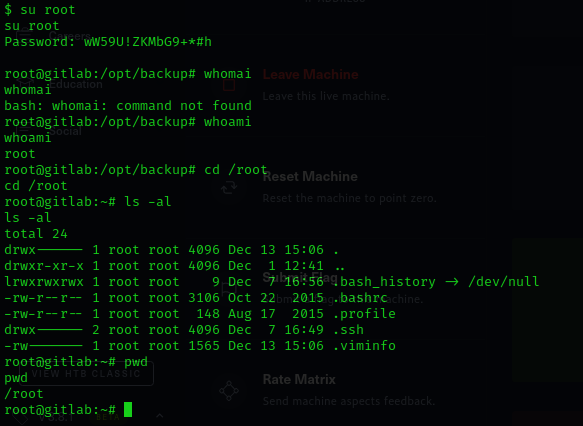 $ su root
su root
Password: wW59U!ZKMbG9+*#h
root@gitlab:/opt/backup# whomai
Leave Machine
whomai
Education
Leave this live machine.
bash: whomai: command not found
root@gitlab:/opt/backup# whoami
whoami
root
root@gitlab:/opt/backup# cd /root
Reset Machine
cd /root
Reset the machine to point zero.
root@gitlab:~# ls -al
ls -al
total 24
drwx------ 1 root root 4096 Dec 13 15:06 .
drwxr-xr-x 1 root root 4096 Dec  1 12:41 ..
Submit Flag
lrwxrwxrwx 1 root root    9 Dec  7 16:56 .bash_history -> /dev/null
-rw-r--r-- 1 root root 3106 Oct 22  2015 .bashrc
-rw-r--r-- 1 root root  148 Aug 17  2015 .profile
drwx------ 2 root root 4096 Dec  7 16:49 .ssh
-rw------- 1 root root 1565 Dec 13 15:06 .viminfo
root@gitlab:~# pwd
pwd
VIEW HTB CLASSIC
Rate Matrix
/root
Send machine aspects feedback.
root@gitlab:~#